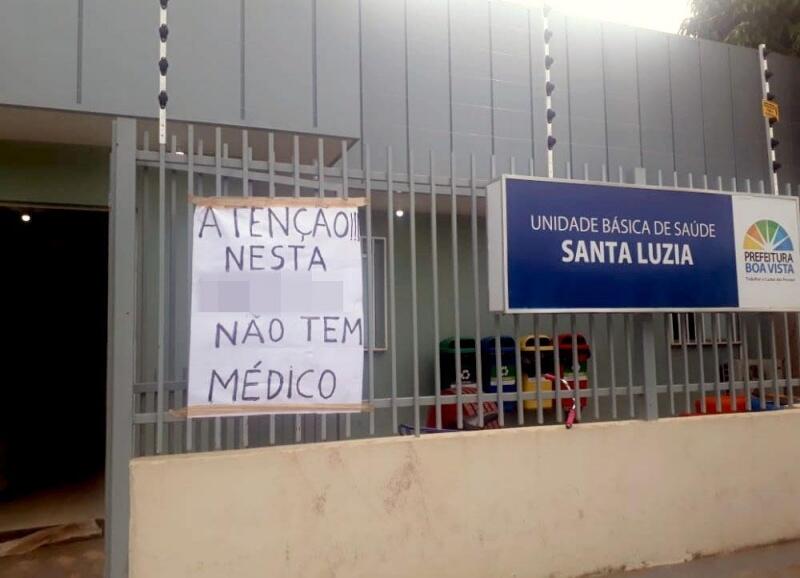 ATENÇÃO!!!
NESTA
NÃO TEM
MÉDICO
UNIDADE BÁSICA DE SAÚDE
SANTA LUZIA
PREFEITURA
BOA VISTA